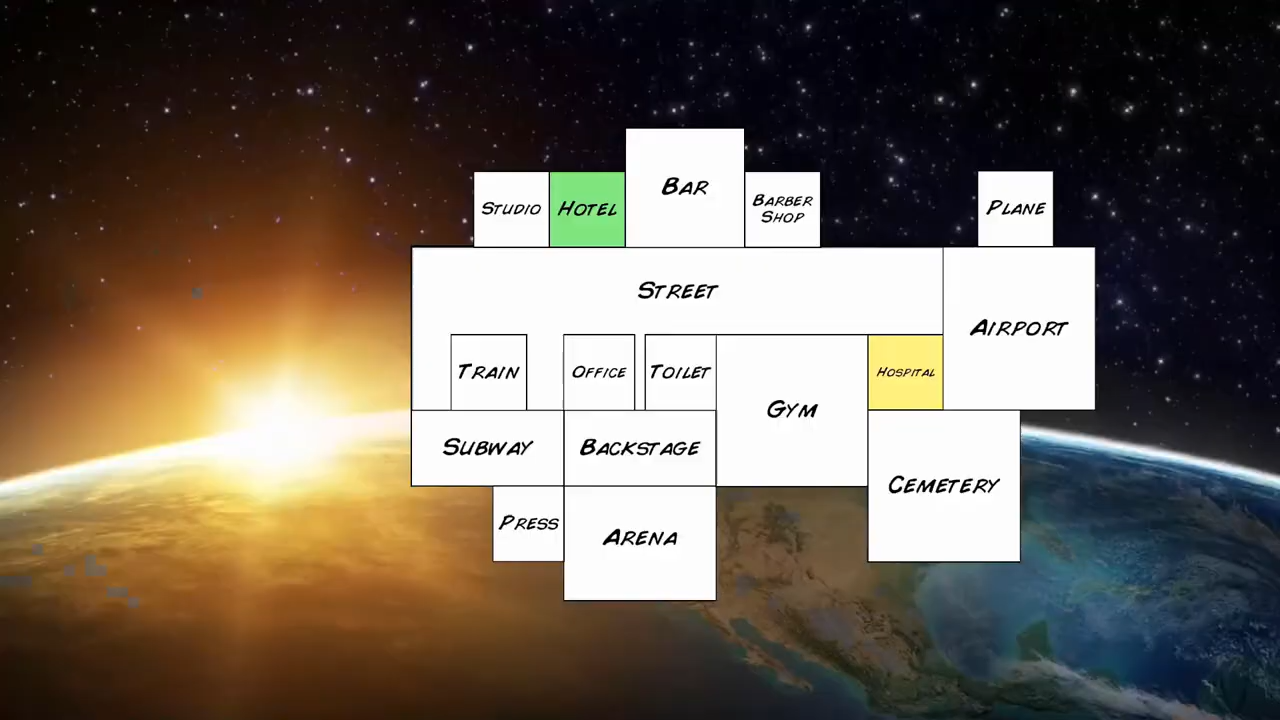 BAR
STUDIO
HOTEL
BARBER
SHOP
PLANE
STREET
AIRPORT
TRAIN
OFFICE
TOILET
HOSPITAL
GYM
SUBWAY
BACKSTAGE
CEMETERY
PRESS
ARENA